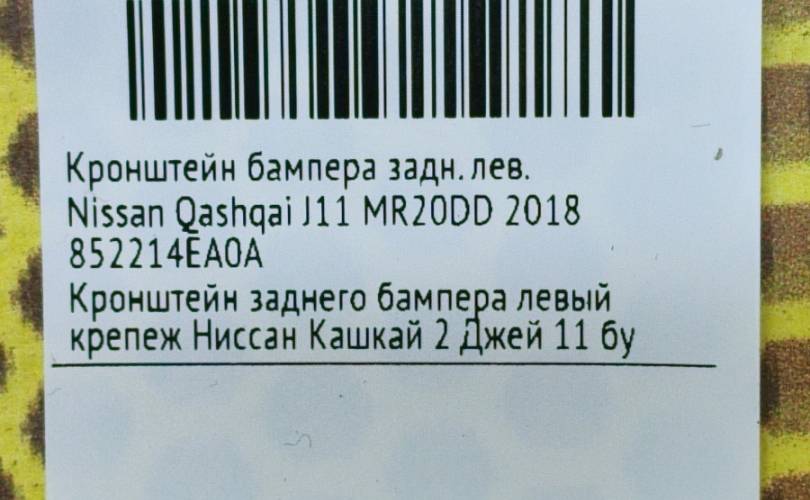 Кронштейн бампера задн. лев.
Nissan Qashqai J11 MR20DD 2018
852214EA0A
Кронштейн заднего бампера левый
крепеж Ниссан Кашкай 2 Джей 11 бу